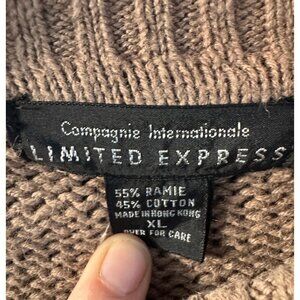 Compagnie Internationale
LIMITED EXPRESS
55% RAMIE
45% COTTON
MADE IN HONG KONG
XL
OVER FOR CARE